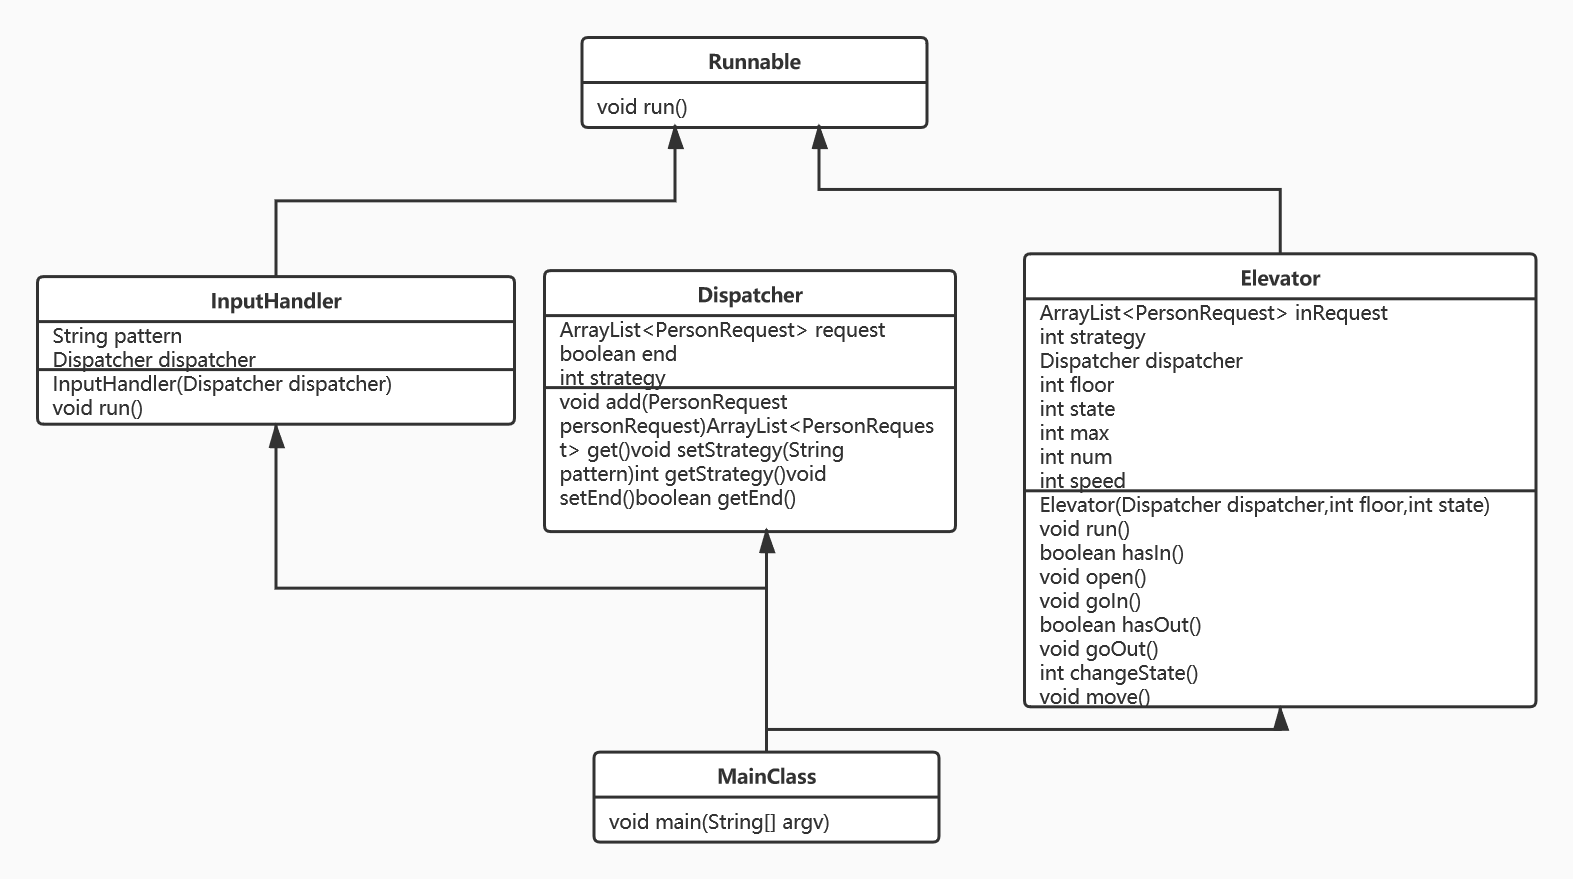 Runnable
void run()
InputHandler
String pattern
Dispatcher dispatcher
InputHandler(Dispatcher dispatcher)
void run()
Dispatcher
ArrayList<PersonRequest> request
boolean end
int strategy
void add(PersonRequest
personRequest)ArrayList<PersonReques
t> get()void setStrategy(String
pattern)int getStrategy()void
setEnd()boolean getEnd()
Elevator
ArrayList<PersonRequest> inRequest
int strategy
Dispatcher dispatcher
int floor
int state
int max
int num
int speed
Elevator(Dispatcher dispatcher,int floor,int state)
void run()
boolean hasIn()
void open()
void goIn()
boolean hasOut()
void goOut()
int changeState()
void move()
MainClass
void main(String[] argv)